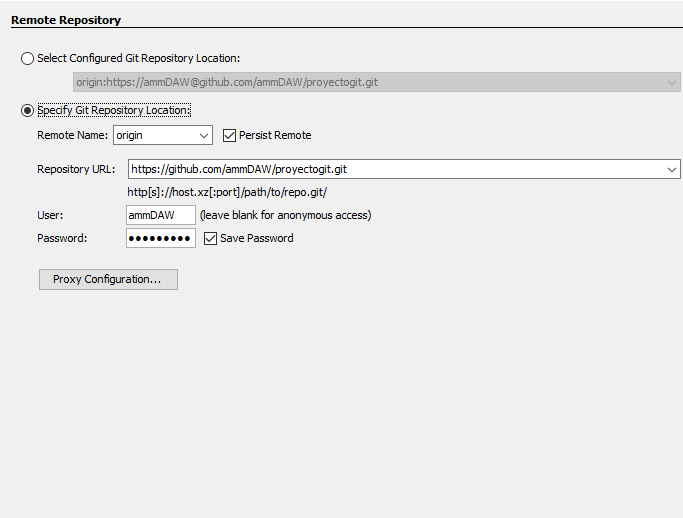 Remote Repository
Select Configured Git Repository Location:
origin:https://ammDAW@github.com/ammDAW/proyectogit.git
Specify Git Repository Location:
Remote Name: origin Persist Remote
Repository URL: https://github.com/ammDAW/proyectogit.git
http[s]://host.xz[:port]/path/to/repo.git/
User: ammDAW (leave blank for anonymous access)
Password: ●●●●●●●●● Save Password
Proxy Configuration...